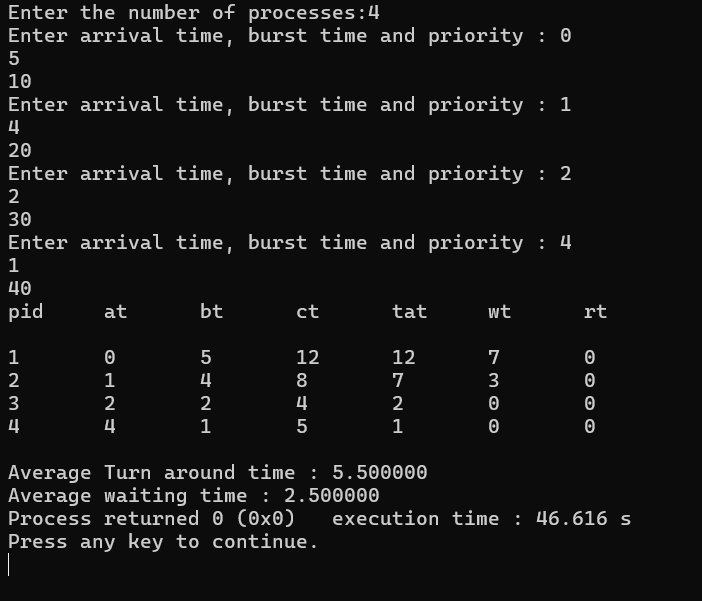 Enter the number of processes:4
Enter arrival time, burst time and priority : 0
5
10
Enter arrival time, burst time and priority : 1
4
20
Enter arrival time, burst time and priority : 2
2
30
Enter arrival time, burst time and priority : 4
1
40
pid at bt ct tat wt rt
1 0 5 12 12 7 0
2 1 4 8 7 3 0
3 2 2 4 2 0 0
4 4 1 5 1 0 0
Average Turn around time : 5.500000
Average waiting time : 2.500000
Process returned 0 (0x0) execution time : 46.616 s
Press any key to continue.